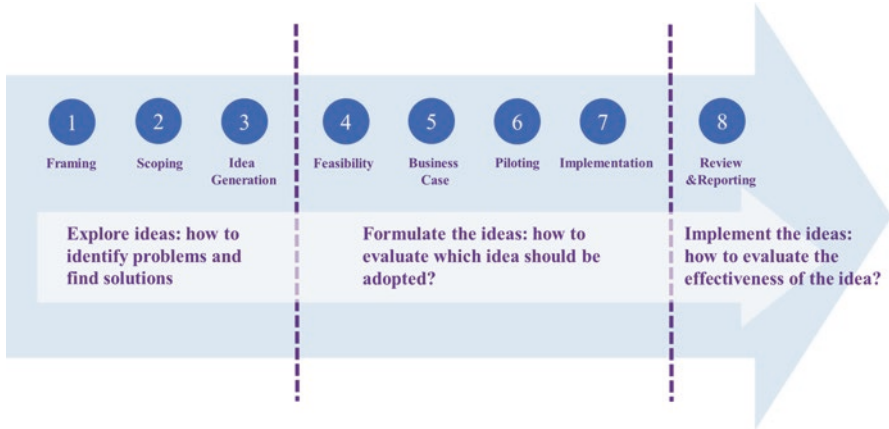 1
2
3
4
5
6
7
8
Framing
Scoping
Idea
Generation
Feasibility
Business
Case
Piloting
Implementation
Review
&Reporting
Explore ideas: how to
identify problems and
find solutions
Formulate the ideas: how to
evaluate which idea should be
adopted?
Implement the ideas:
how to evaluate the
effectiveness of the idea?